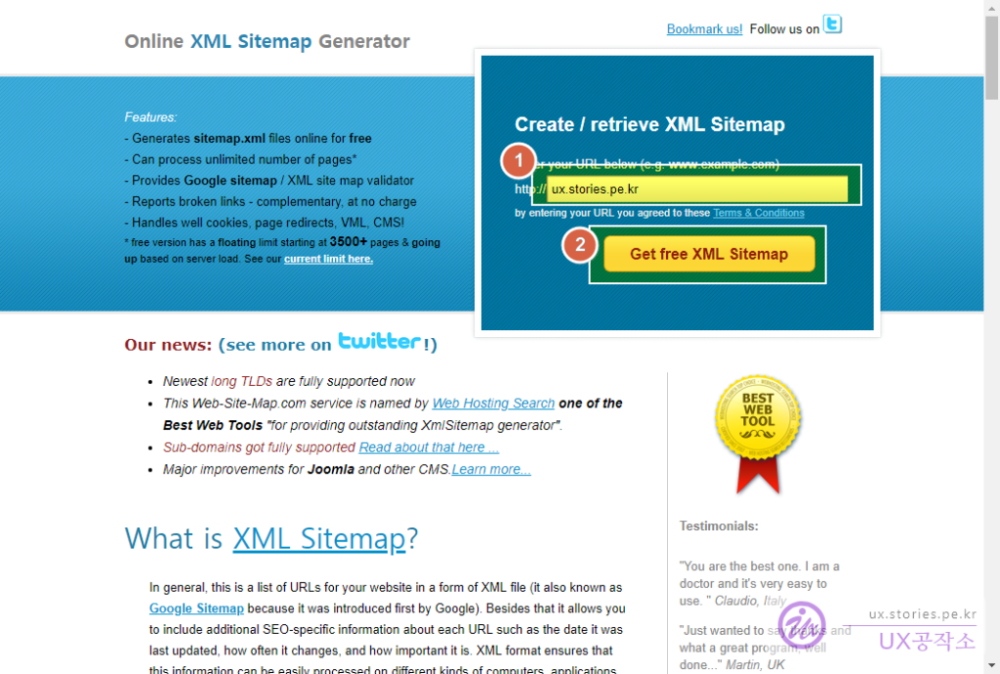 Bookmark us! Follow us on
Online XML Sitemap Generator
Features:
- Generates sitemap.xml files online for free
- Can process unlimited number of pages*
- Provides Google sitemap / XML site map validator
- Reports broken links - complementary, at no charge
- Handles well cookies, page redirects, VML, CMS!
* free version has a floating limit starting at 3500+ pages & going
up based on server load. See our current limit here.
Create / retrieve XML Sitemap
1
your URL below (e.g. www.example.com)
http:// ux.stories.pe.kr
by entering your URL you agreed to these Terms & Conditions
2
Get free XML Sitemap
Our news: (see more on twitter!)
• Newest long TLDs are fully supported now
• This Web-Site-Map.com service is named by Web Hosting Search one of the
Best Web Tools "for providing outstanding XmlSitemap generator".
• Sub-domains got fully supported Read about that here ...
• Major improvements for Joomla and other CMS.Learn more...
BEST
WEB
TOOL
What is XML Sitemap?
In general, this is a list of URLs for your website in a form of XML file (it also known as
Google Sitemap because it was introduced first by Google). Besides that it allows you
to include additional SEO-specific information about each URL such as the date it was
last updated, how often it changes, and how important it is. XML format ensures that
this information can be easily processed on different kinds of computers, applications
Testimonials:
"You are the best one. I am a
doctor and it's very easy to
use. " Claudio, Italy
"Just wanted to say thanks and
what a great program, well
done..." Martin, UK
ux.stories.pe.kr
UX공작소